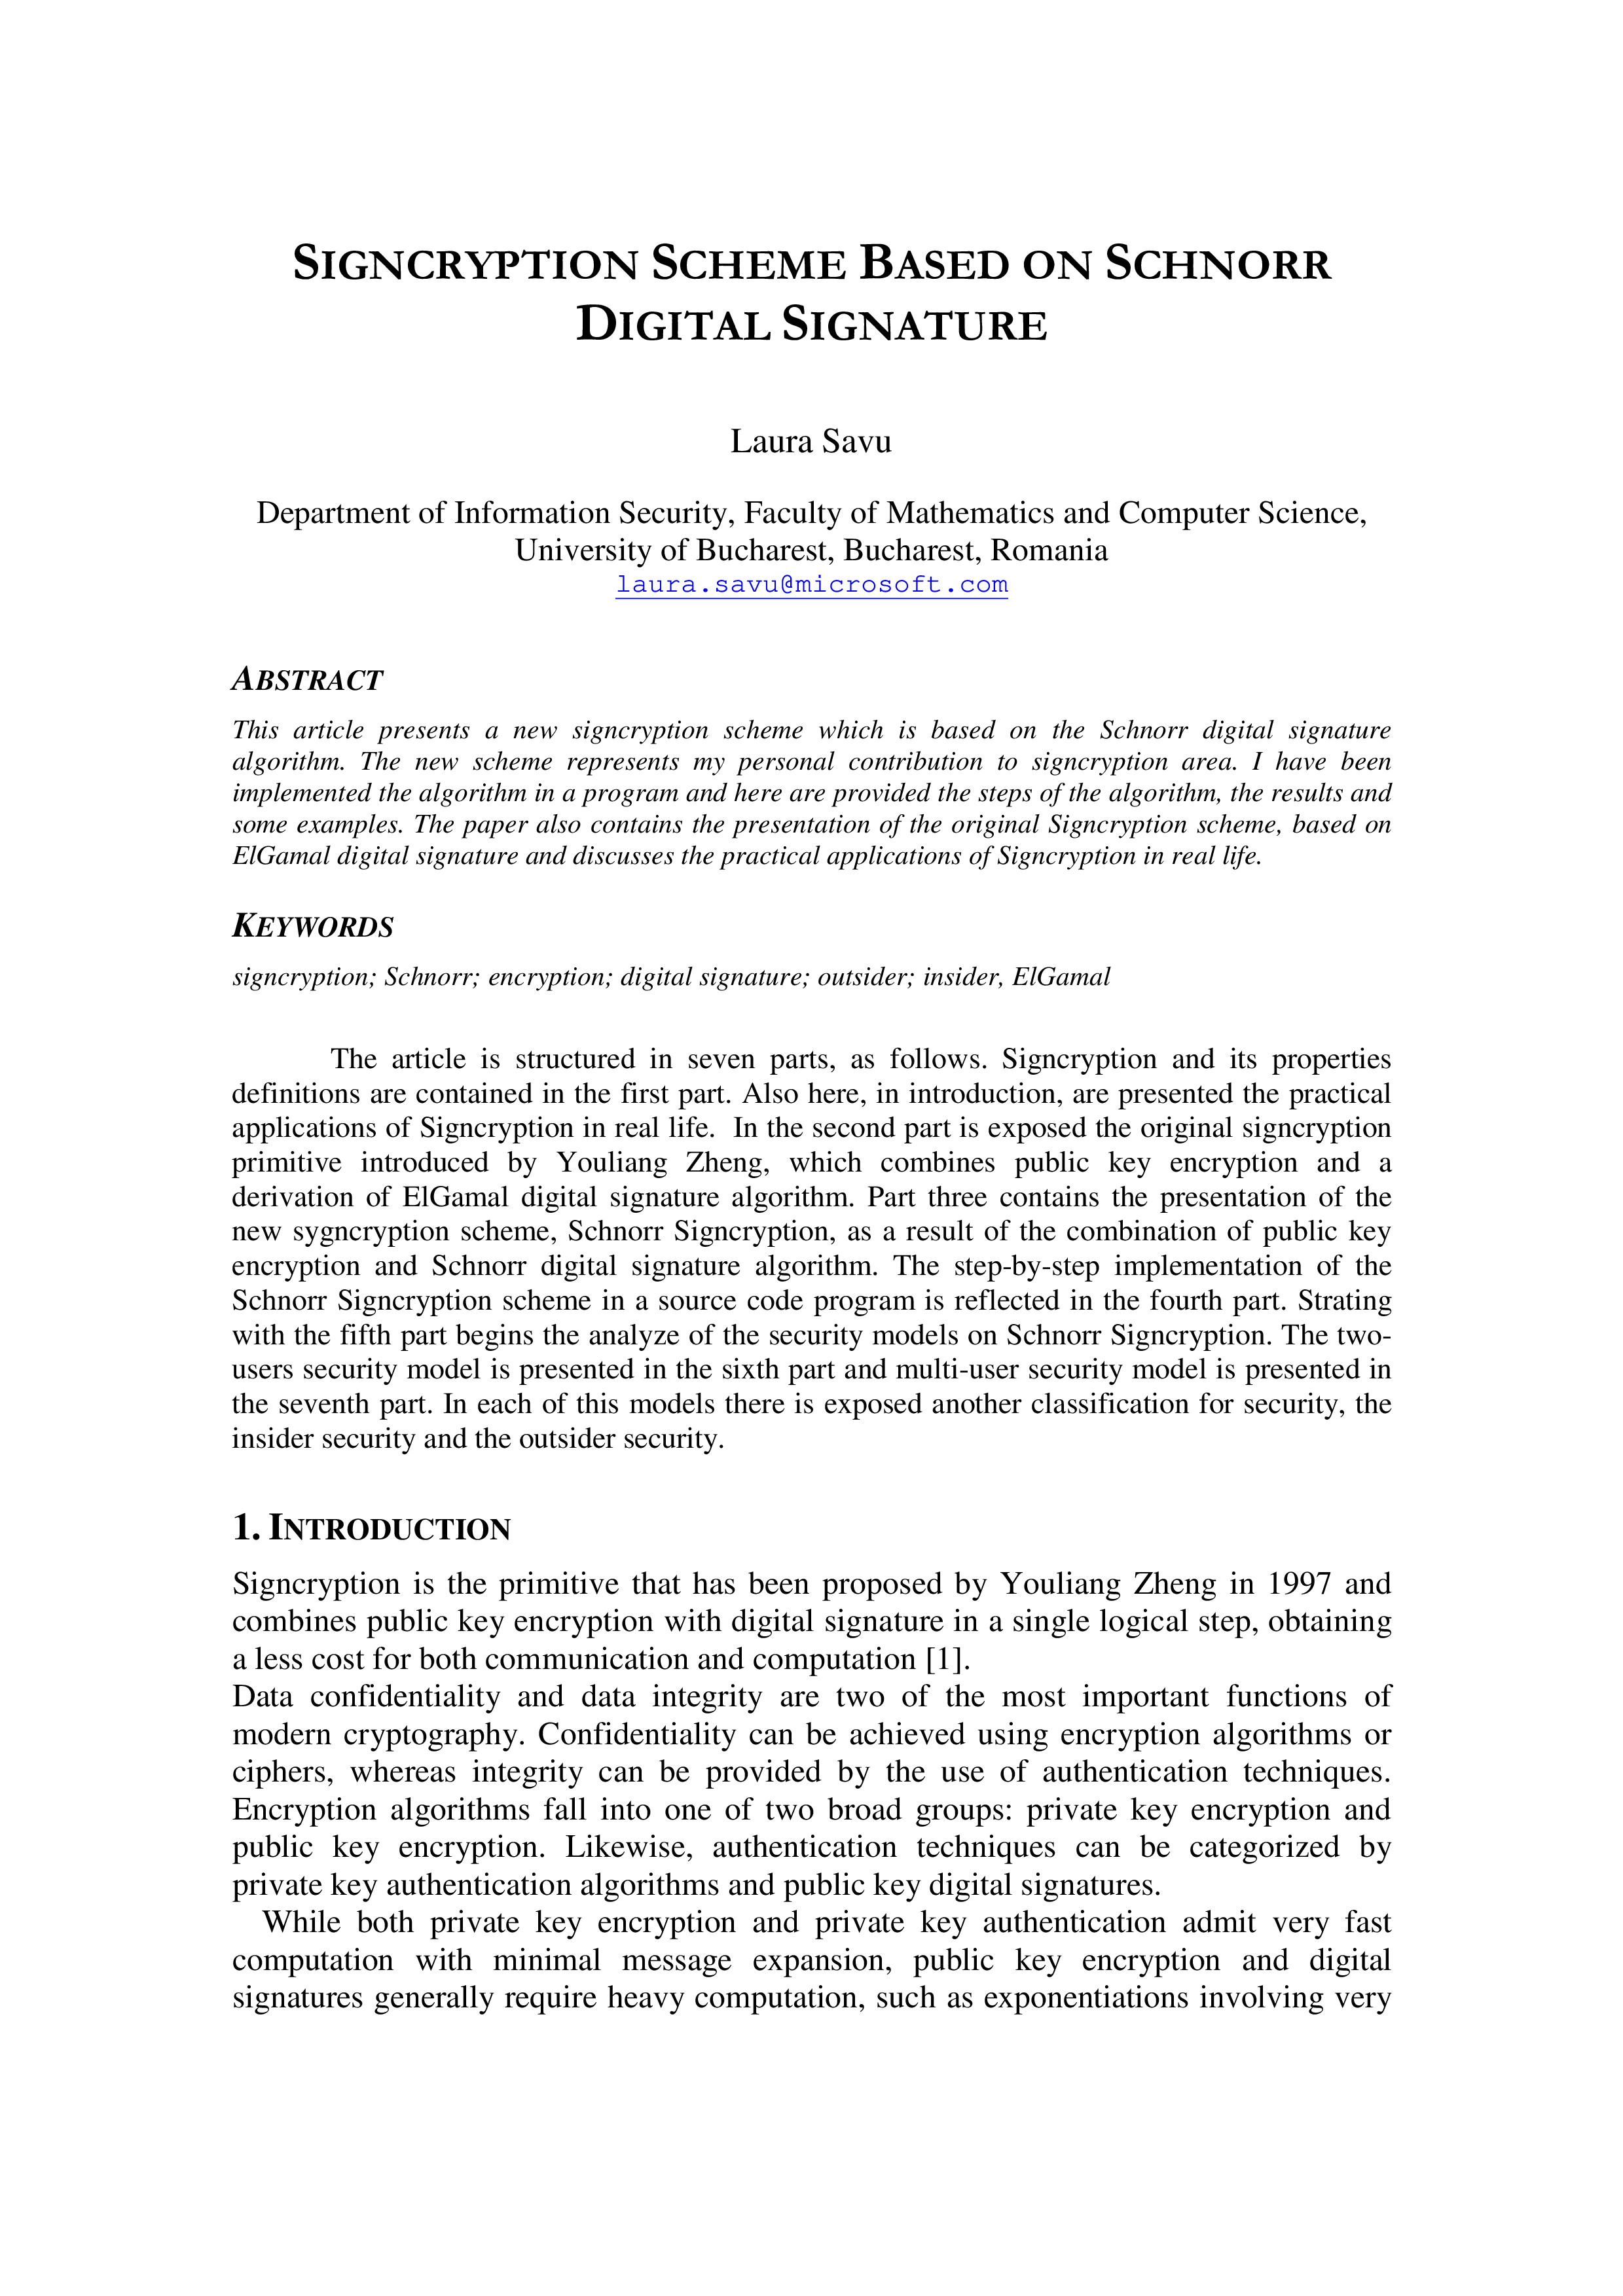 SIGNCRYPTION SCHEME BASED ON SCHNORR
DIGITAL SIGNATURE
Laura Savu
Department of Information Security, Faculty of Mathematics and Computer Science,
University of Bucharest, Bucharest, Romania
laura.savu@microsoft.com
ABSTRACT
This article presents a new signcryption scheme which is based on the Schnorr digital signature
algorithm. The new scheme represents my personal contribution to signcryption area. I have been
implemented the algorithm in a program and here are provided the steps of the algorithm, the results and
some examples. The paper also contains the presentation of the original Signcryption scheme, based on
ElGamal digital signature and discusses the practical applications of Signcryption in real life.
KEYWORDS
signcryption; Schnorr; encryption; digital signature; outsider; insider, ElGamal
The article is structured in seven parts, as follows. Signcryption and its properties
definitions are contained in the first part. Also here, in introduction, are presented the practical
applications of Signcryption in real life. In the second part is exposed the original signcryption
primitive introduced by Youliang Zheng, which combines public key encryption and a
derivation of ElGamal digital signature algorithm. Part three contains the presentation of the
new sygncryption scheme, Schnorr Signcryption, as a result of the combination of public key
encryption and Schnorr digital signature algorithm. The step-by-step implementation of the
Schnorr Signcryption scheme in a source code program is reflected in the fourth part. Strating
with the fifth part begins the analyze of the security models on Schnorr Signcryption. The two-
users security model is presented in the sixth part and multi-user security model is presented in
the seventh part. In each of this models there is exposed another classification for security, the
insider security and the outsider security.
1. INTRODUCTION
Signcryption is the primitive that has been proposed by Youliang Zheng in 1997 and
combines public key encryption with digital signature in a single logical step, obtaining
a less cost for both communication and computation [1].
Data confidentiality and data integrity are two of the most important functions of
modern cryptography. Confidentiality can be achieved using encryption algorithms or
ciphers, whereas integrity can be provided by the use of authentication techniques.
Encryption algorithms fall into one of two broad groups: private key encryption and
public key encryption. Likewise, authentication techniques can be categorized by
private key authentication algorithms and public key digital signatures.
While both private key encryption and private key authentication admit very fast
computation with minimal message expansion, public key encryption and digital
signatures generally require heavy computation, such as exponentiations involving very